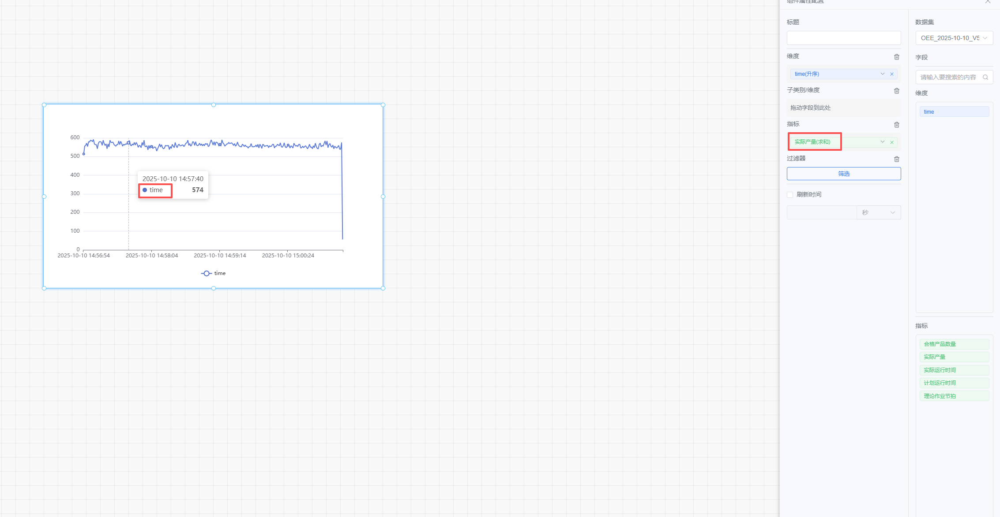 组件属性配置
标题
维度
time(升序)
子类别/维度
拖动字段到此处
指标
实际产量(求和)
过滤器
筛选
刷新时间
秒
数据集
OEE_2025-10-10_V5
字段
请输入要搜索的内容
维度
time
指标
合格产品数量
实际产量
实际运行时间
计划运行时间
理论作业节拍
600
500
400
300
200
100
0
2025-10-10 14:57:40
time 574
2025-10-10 14:56:54
2025-10-10 14:58:04
2025-10-10 14:59:14
2025-10-10 15:00:24
time